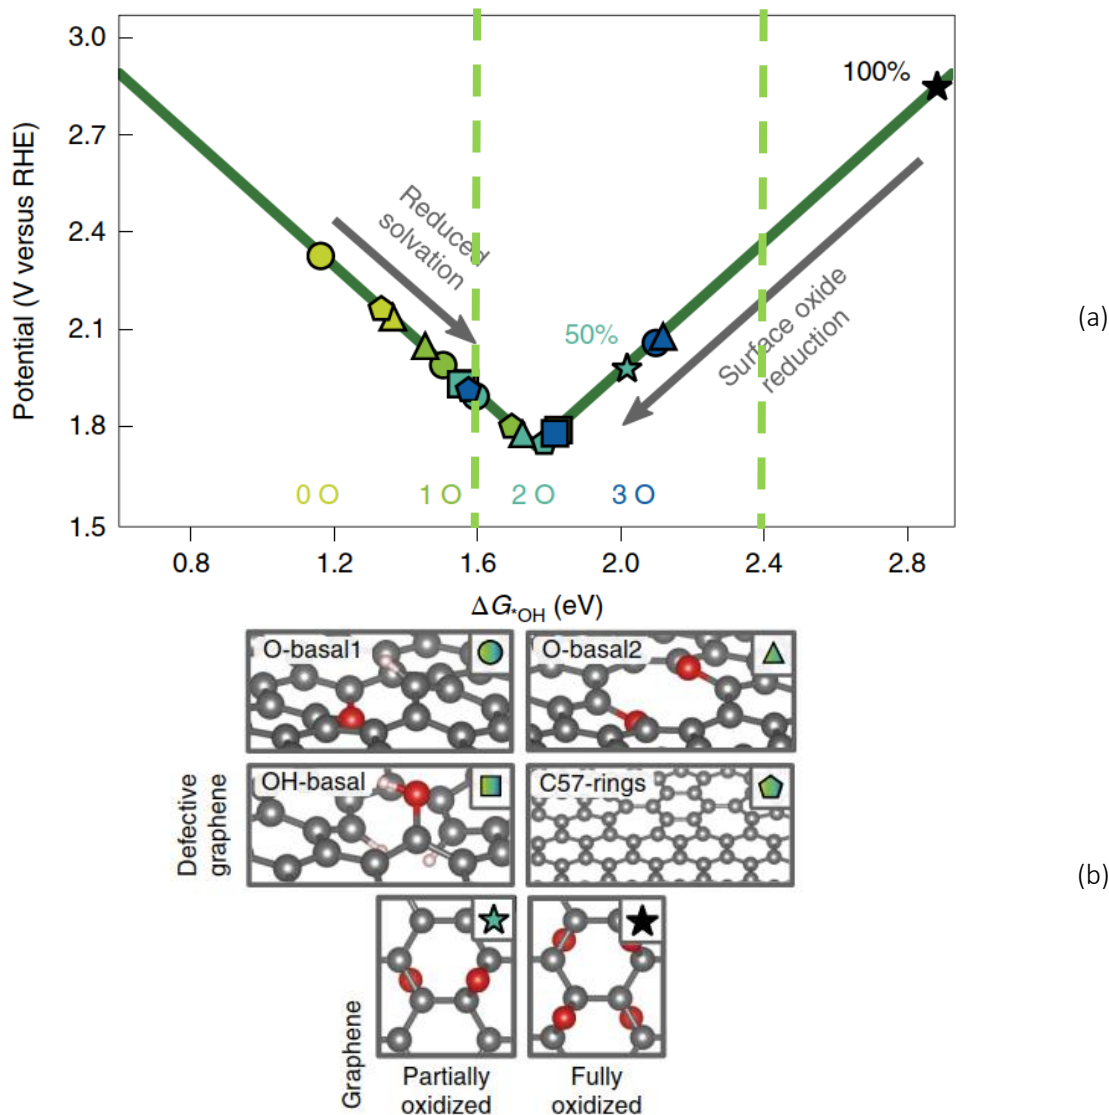 3.0
2.7
2.4
2.1
1.8
1.5
Potential (V versus RHE)
100%
Reduced
solvation
50%
Surface oxide
reduction
(a)
0 O
1 O
2 O
3 O
0.8
1.2
1.6
2.0
2.4
2.8
ΔG*OH (eV)
O-basal1
O-basal2
OH-basal
C57-rings
Defective
graphene
(b)
Graphene
Partially
oxidized
Fully
oxidized